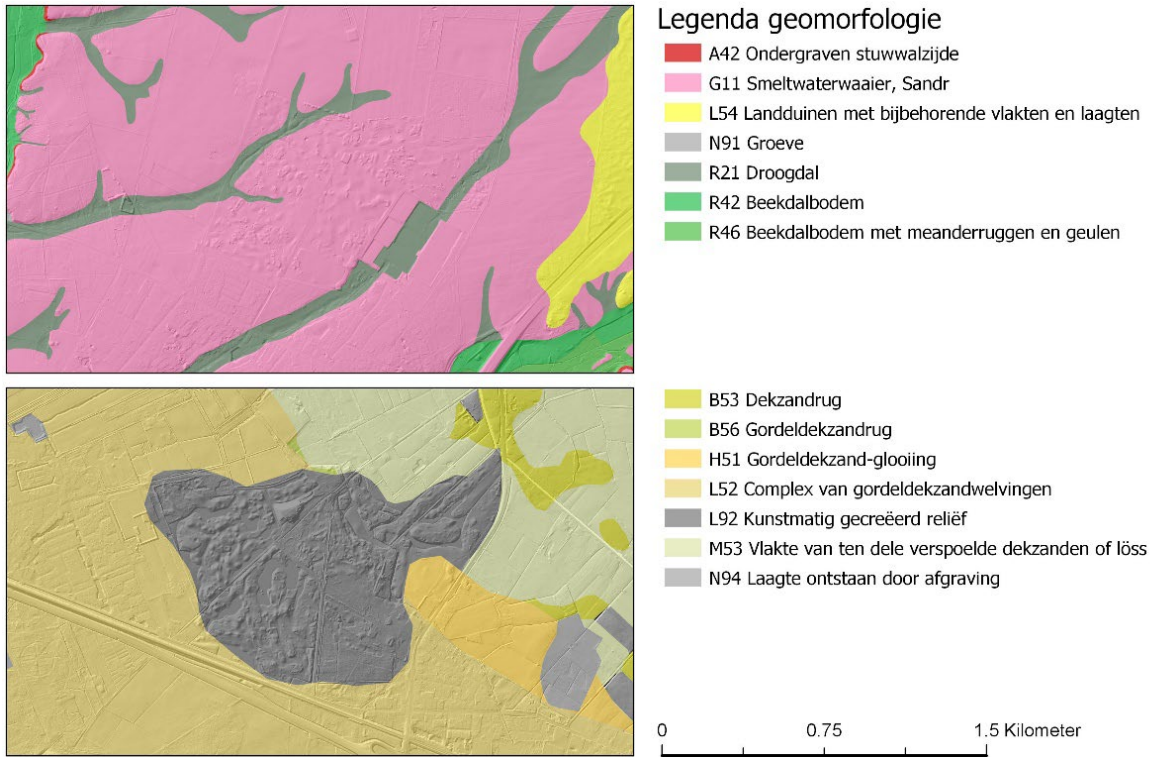 Legenda geomorfologie
A42 Ondergraven stuwwalzijde
G11 Smeltwaterwaaier, Sandr
L54 Landduinen met bijbehorende vlakten en laagten
N91 Groeve
R21 Droogdal
R42 Beekdalbodem
R46 Beekdalbodem met meanderruggen en geulen
B53 Dekzandrug
B56 Gordeldekzandrug
H51 Gordeldekzand-glooiing
L52 Complex van gordeldekzandwelvingen
L92 Kunstmatig gecreëerd reliëf
M53 Vlakte van ten dele verspoelde dekzanden of löss
N94 Laagte ontstaan door afgraving
0 0.75 1.5 Kilometer